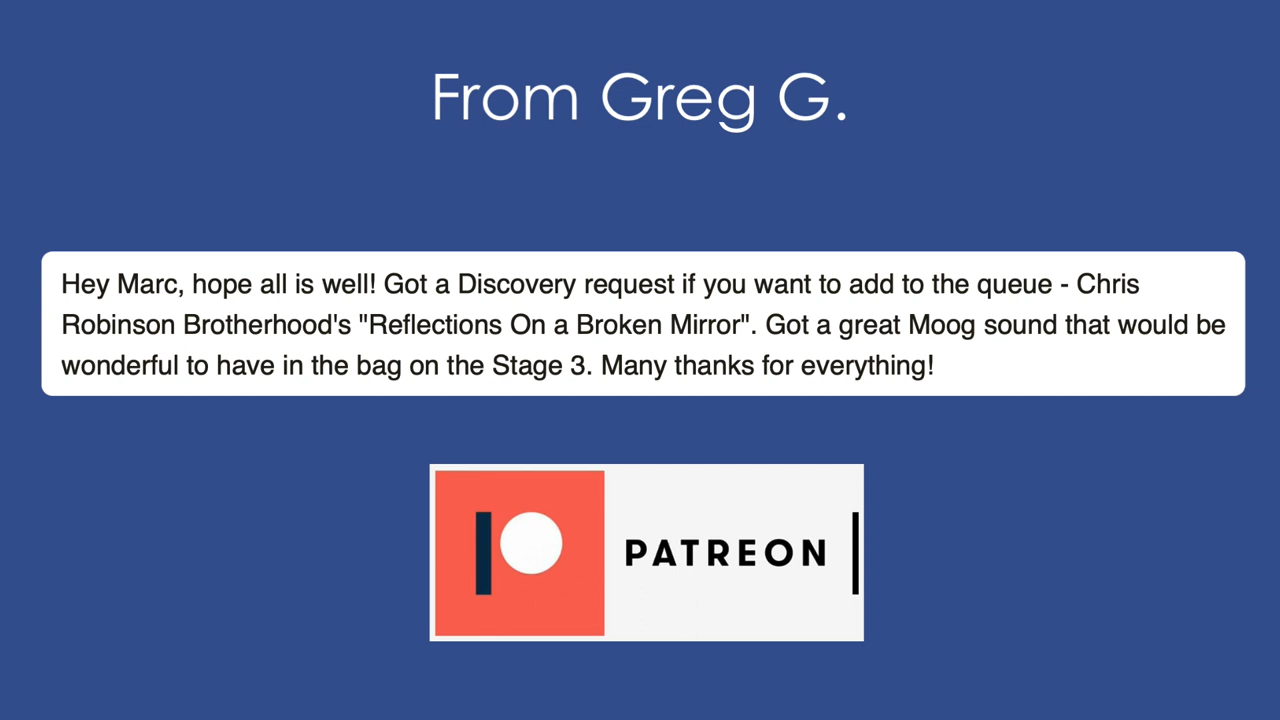 From Greg G.
Hey Marc, hope all is well! Got a Discovery request if you want to add to the queue - Chris
Robinson Brotherhood's "Reflections On a Broken Mirror". Got a great Moog sound that would be
wonderful to have in the bag on the Stage 3. Many thanks for everything!
PATREON